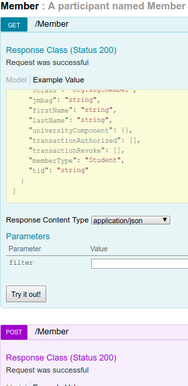 Member : A participant named Member
GET /Member
Response Class (Status 200)
Request was successful
Model Example Value
"jmbag": "string",
"firstName": "string",
"lastName": "string",
"universityComponent": {},
"transactionAuthorized": [],
"transactionRevoke": [],
"memberType": "Student",
"tid": "string"
}
]
Response Content Type application/json
Parameters
Parameter Value
filter
Try it out!
POST /Member
Response Class (Status 200)
Request was successful